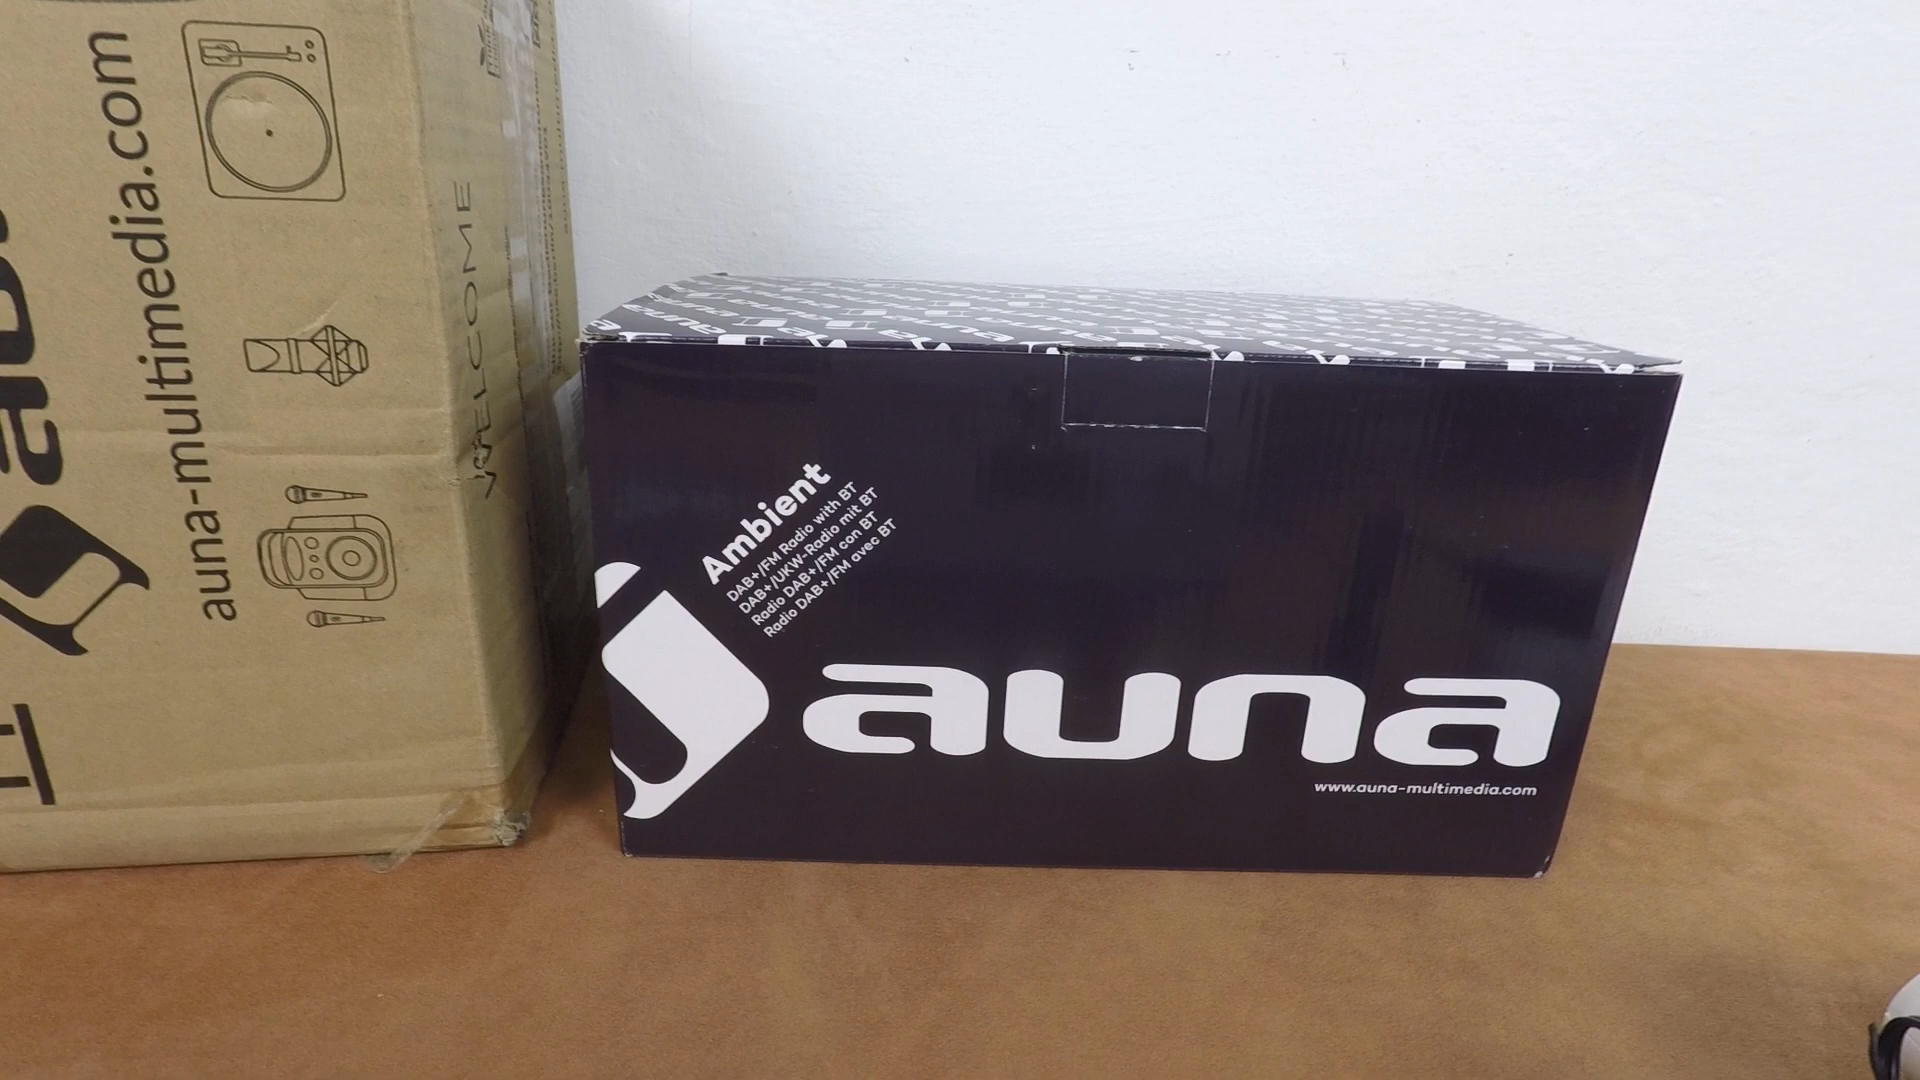 auna-multimedia.com
WELCOME
Ambient
DAB+/FM Radio with BT
DAB+/UKW-Radio mit BT
Radio DAB+/FM con BT
Radio DAB+/FM avec BT
auna
www.auna-multimedia.com